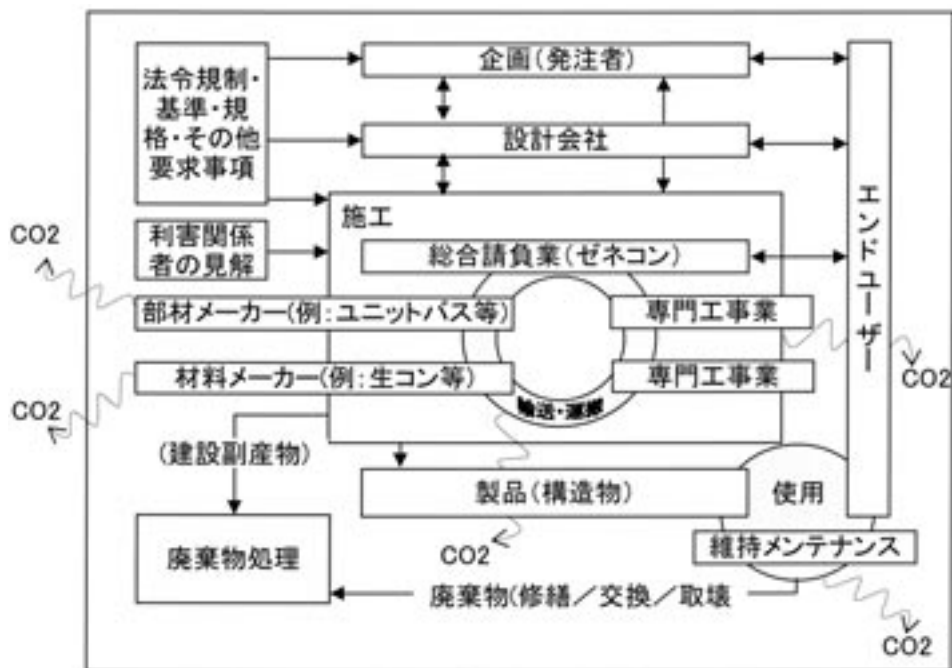 法令規制・
基準・規
格・その他
要求事項
企画(発注者)
設計会社
エンドユーザー
利害関係
者の見解
施工
総合請負業(ゼネコン)
CO2
部材メーカー(例:ユニットバス等)
専門工事業
材料メーカー(例:生コン等)
専門工事業
CO2
CO2
輸送・運搬
(建設副産物)
製品(構造物)
使用
維持メンテナンス
廃棄物処理
CO2
廃棄物(修繕/交換/取壊
CO2